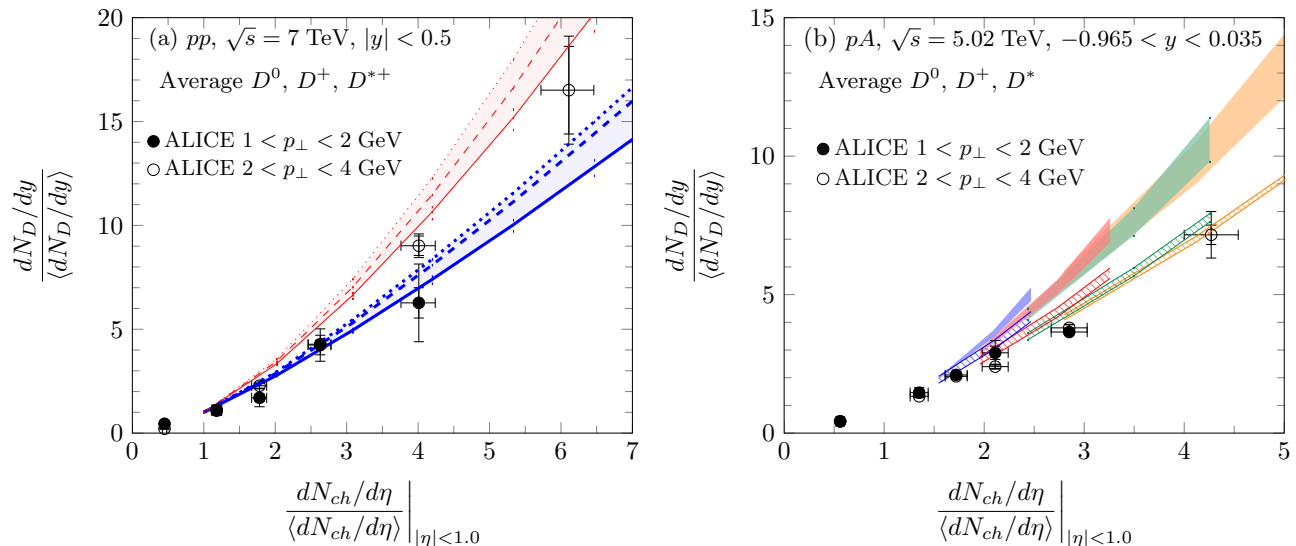 (a) pp, √s = 7 TeV, |y| < 0.5
Average D⁰, D⁺, D*⁺
ALICE 1 < p⊥ < 2 GeV
ALICE 2 < p⊥ < 4 GeV
20
15
10
5
0
0 1 2 3 4 5 6 7
dN_D/dy
⟨dN_D/dy⟩
dN_ch/dη
⟨dN_ch/dη⟩ |η|<1.0
(b) pA, √s = 5.02 TeV, −0.965 < y < 0.035
Average D⁰, D⁺, D*
ALICE 1 < p⊥ < 2 GeV
ALICE 2 < p⊥ < 4 GeV
15
10
5
0
0 1 2 3 4 5
dN_D/dy
⟨dN_D/dy⟩
dN_ch/dη
⟨dN_ch/dη⟩ |η|<1.0